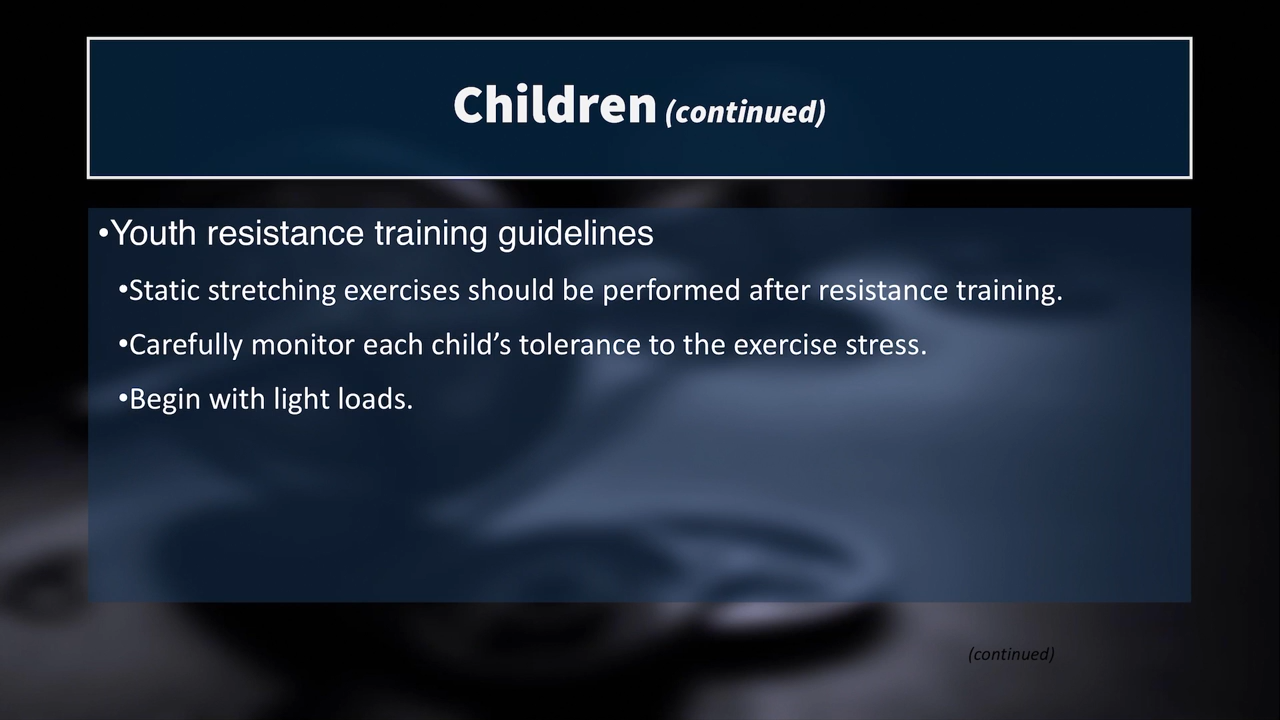 Children (continued)
•Youth resistance training guidelines
•Static stretching exercises should be performed after resistance training.
•Carefully monitor each child’s tolerance to the exercise stress.
•Begin with light loads.
(continued)